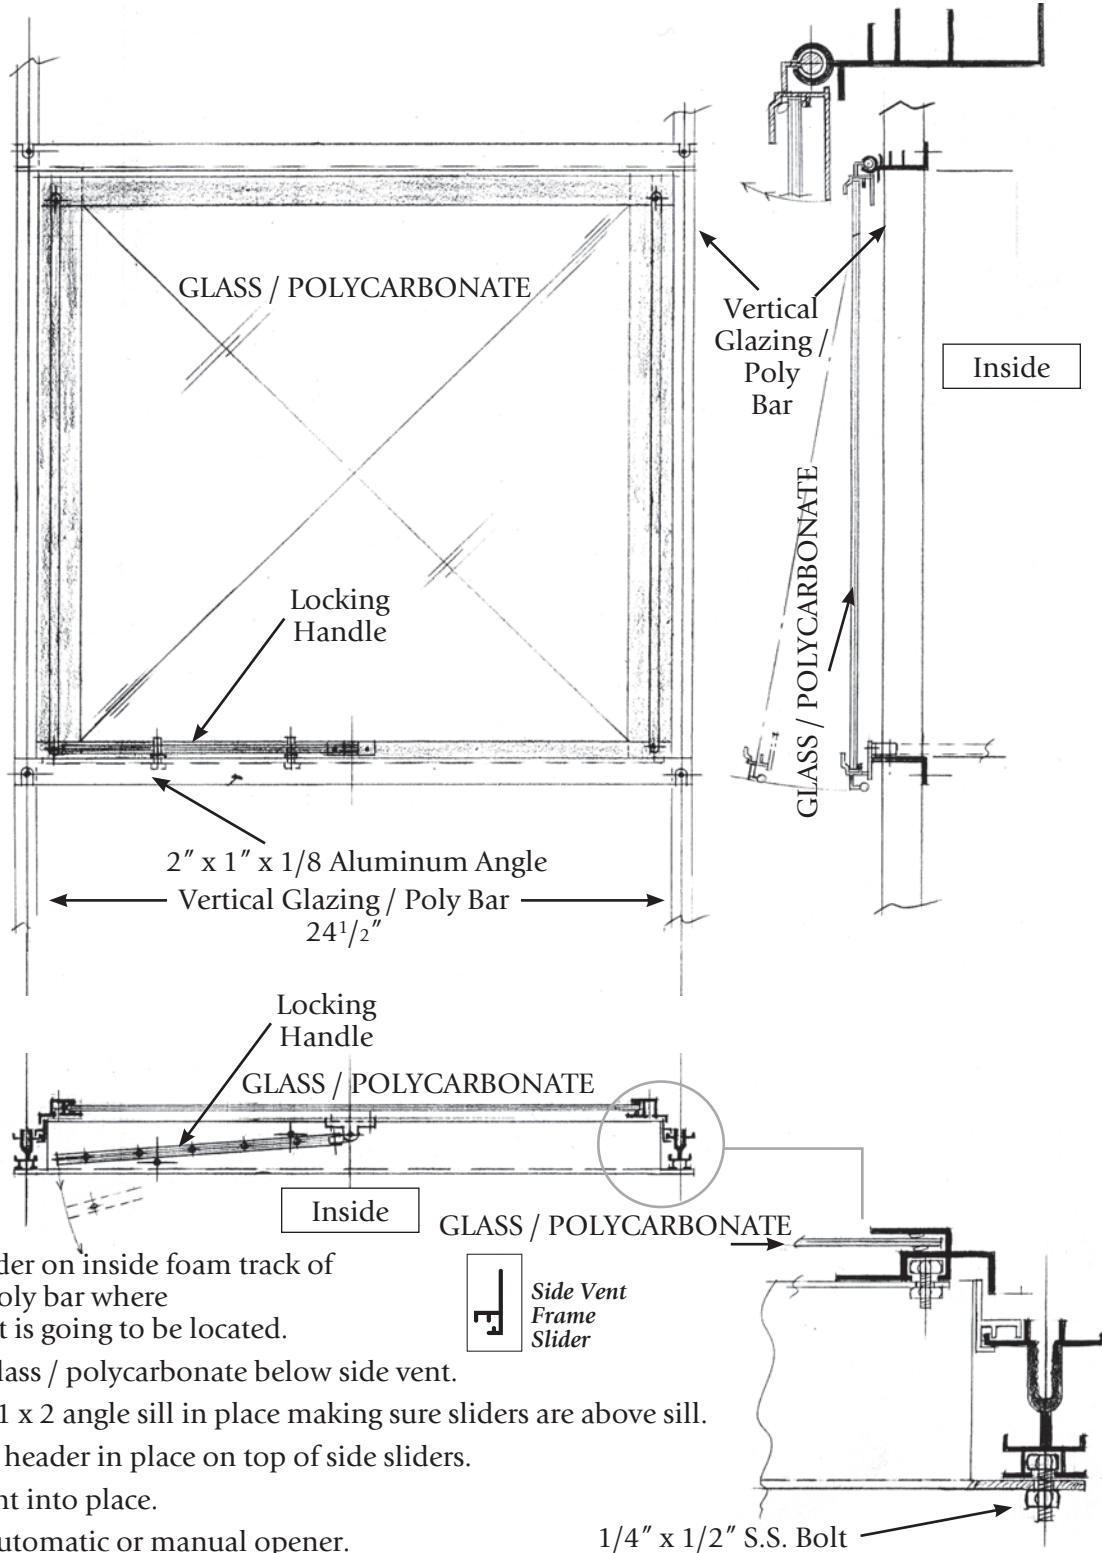 GLASS / POLYCARBONATE
Vertical
Glazing /
Poly
Bar
Inside
GLASS / POLYCARBONATE
Locking
Handle
2″ x 1″ x 1/8 Aluminum Angle
Vertical Glazing / Poly Bar
24 1/2″
Locking
Handle
GLASS / POLYCARBONATE
Inside
GLASS / POLYCARBONATE
Side Vent
Frame
Slider
der on inside foam track of
oly bar where
t is going to be located.
lass / polycarbonate below side vent.
1 x 2 angle sill in place making sure sliders are above sill.
header in place on top of side sliders.
nt into place.
utomatic or manual opener.
1/4″ x 1/2″ S.S. Bolt